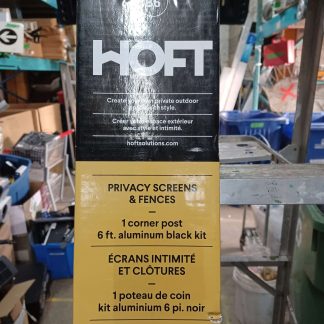 HOFT
Create your own private outdoor
space with style.
Créer votre espace extérieur
avec style et intimité.
hoftsolutions.com
PRIVACY SCREENS
& FENCES
1 corner post
6 ft. aluminum black kit
ÉCRANS INTIMITÉ
ET CLÔTURES
1 poteau de coin
kit aluminium 6 pi. noir